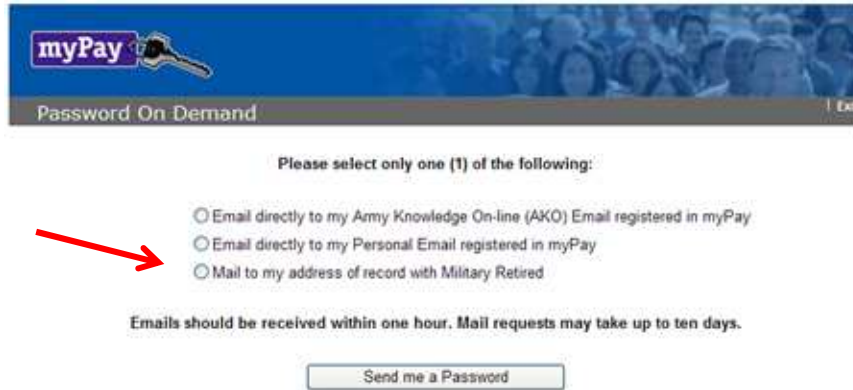 myPay
Password On Demand
Please select only one (1) of the following:
Email directly to my Army Knowledge On-line (AKO) Email registered in myPay
Email directly to my Personal Email registered in myPay
Mail to my address of record with Military Retired
Emails should be received within one hour. Mail requests may take up to ten days.
Send me a Password